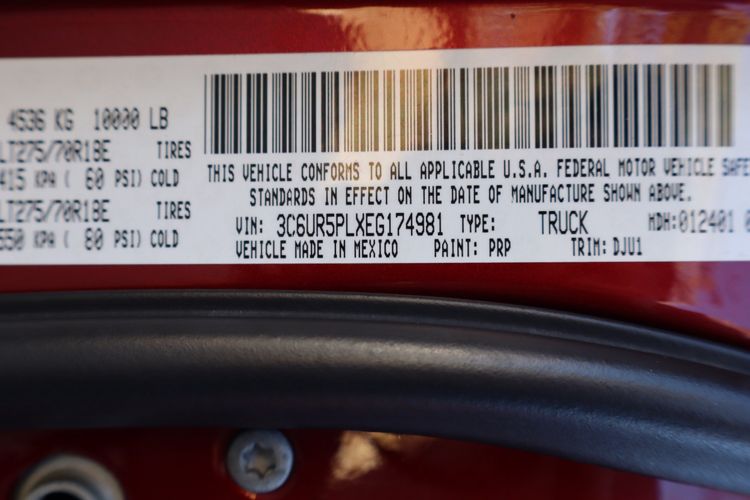 4536 KG 10000 LB
LT275/70R18E TIRES
415 KPA ( 60 PSI) COLD
LT275/70R18E TIRES
550 KPA ( 80 PSI) COLD
THIS VEHICLE CONFORMS TO ALL APPLICABLE U.S.A. FEDERAL MOTOR VEHICLE SAFE
STANDARDS IN EFFECT ON THE DATE OF MANUFACTURE SHOWN ABOVE.
VIN: 3C6UR5PLXEG174981 TYPE: TRUCK MDH:012401 0
VEHICLE MADE IN MEXICO PAINT: PRP TRIM: DJU1